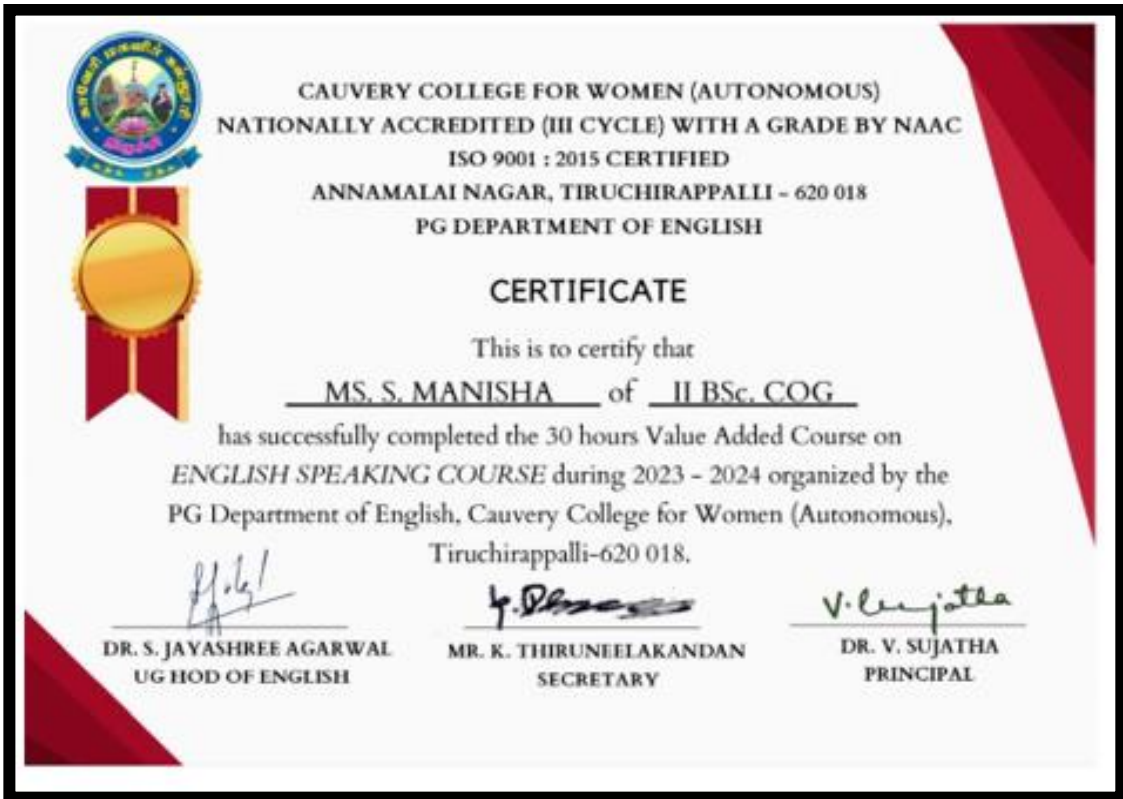 காவேரி மகளிர் கல்லூரி
திருச்சி
CAUVERY COLLEGE FOR WOMEN (AUTONOMOUS)
NATIONALLY ACCREDITED (III CYCLE) WITH A GRADE BY NAAC
ISO 9001 : 2015 CERTIFIED
ANNAMALAI NAGAR, TIRUCHIRAPPALLI – 620 018
PG DEPARTMENT OF ENGLISH
CERTIFICATE
This is to certify that
MS. S. MANISHA of II BSc. COG
has successfully completed the 30 hours Value Added Course on
ENGLISH SPEAKING COURSE during 2023 - 2024 organized by the
PG Department of English, Cauvery College for Women (Autonomous),
Tiruchirappalli-620 018.
V. Sujatha
DR. S. JAYASHREE AGARWAL
UG HOD OF ENGLISH
MR. K. THIRUNEELAKANDAN
SECRETARY
DR. V. SUJATHA
PRINCIPAL